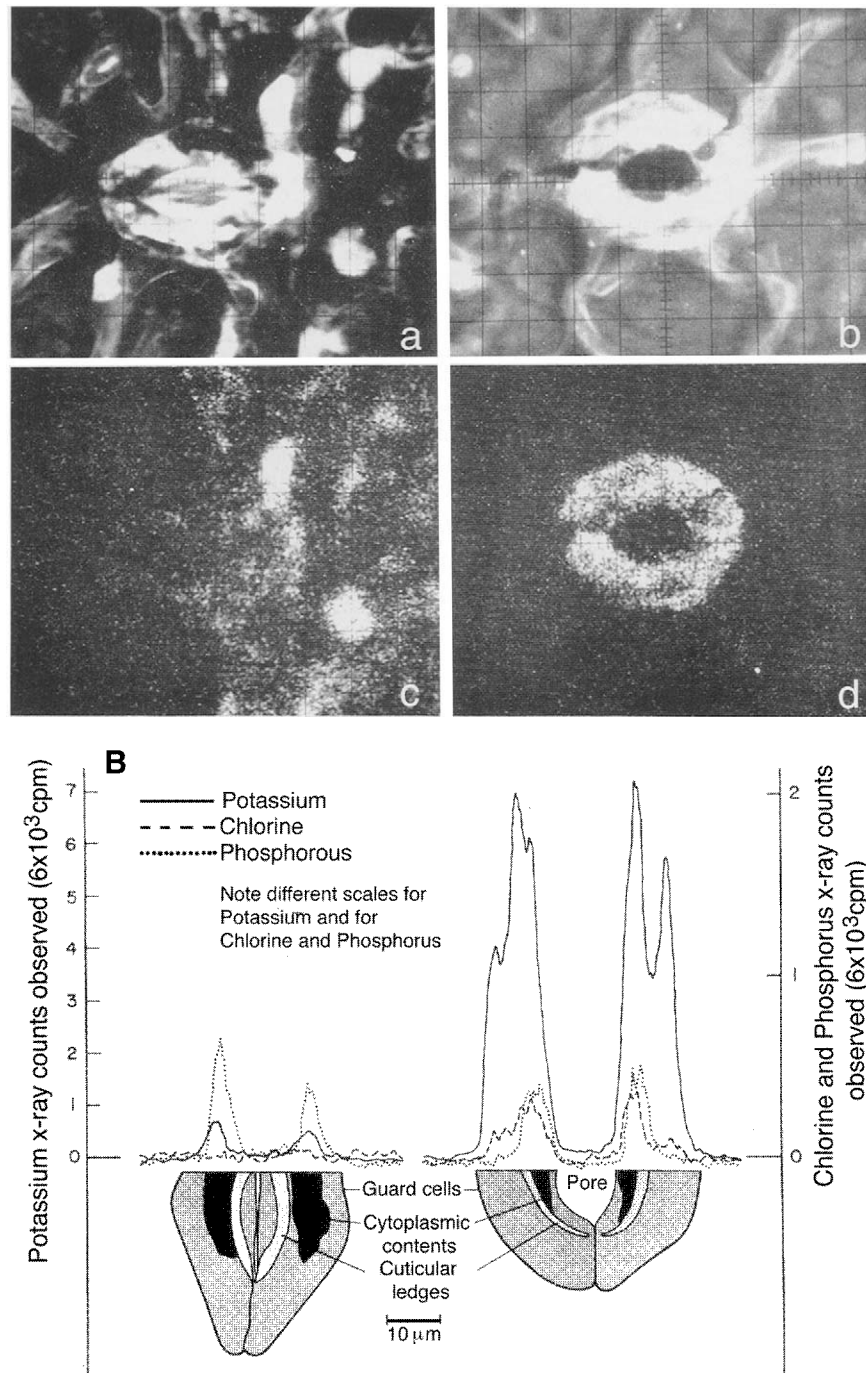 a
b
c
d
B
Potassium x-ray counts observed (6x10³cpm)
7
6
5
4
3
2
1
0
Potassium
Chlorine
Phosphorous
Note different scales for
Potassium and for
Chlorine and Phosphorus
2
1
0
Chlorine and Phosphorus x-ray counts
observed (6x10³cpm)
Guard cells
Pore
Cytoplasmic
contents
Cuticular
ledges
10 µm